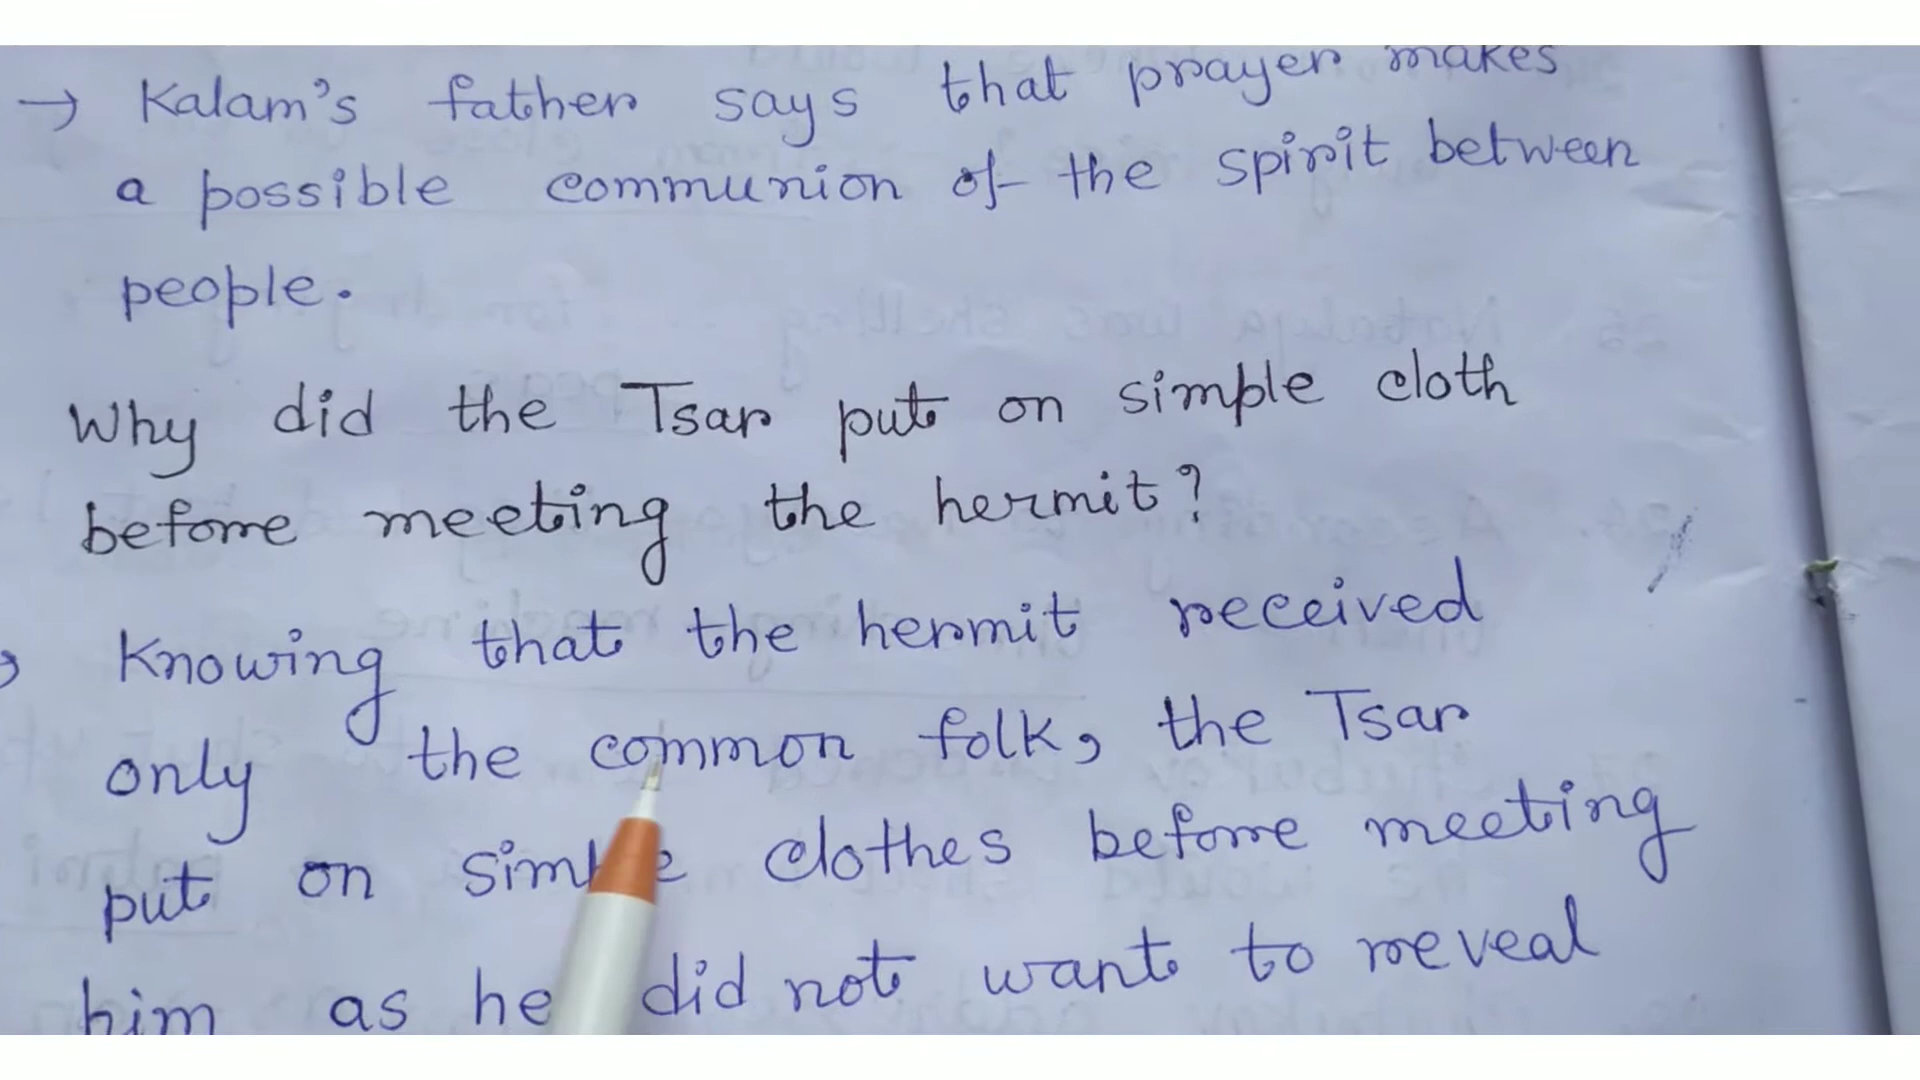 → Kalam's father says that prayer makes
a possible communion of the spirit between
people.
Why did the Tsar put on simple cloth
before meeting the hermit?
Knowing that the hermit received
only the common folk, the Tsar
put on simple clothes before meeting
him as he did not want to reveal